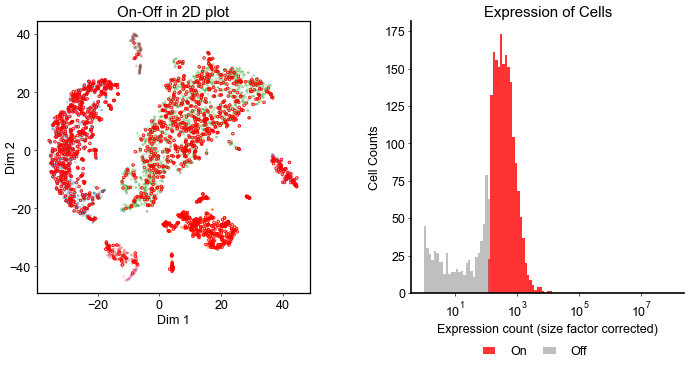 On-Off in 2D plot
40
20
0
−20
−40
Dim 2
−20 0 20 40
Dim 1
Expression of Cells
175
150
125
100
75
50
25
0
Cell Counts
10^1 10^3 10^5 10^7
Expression count (size factor corrected)
On Off